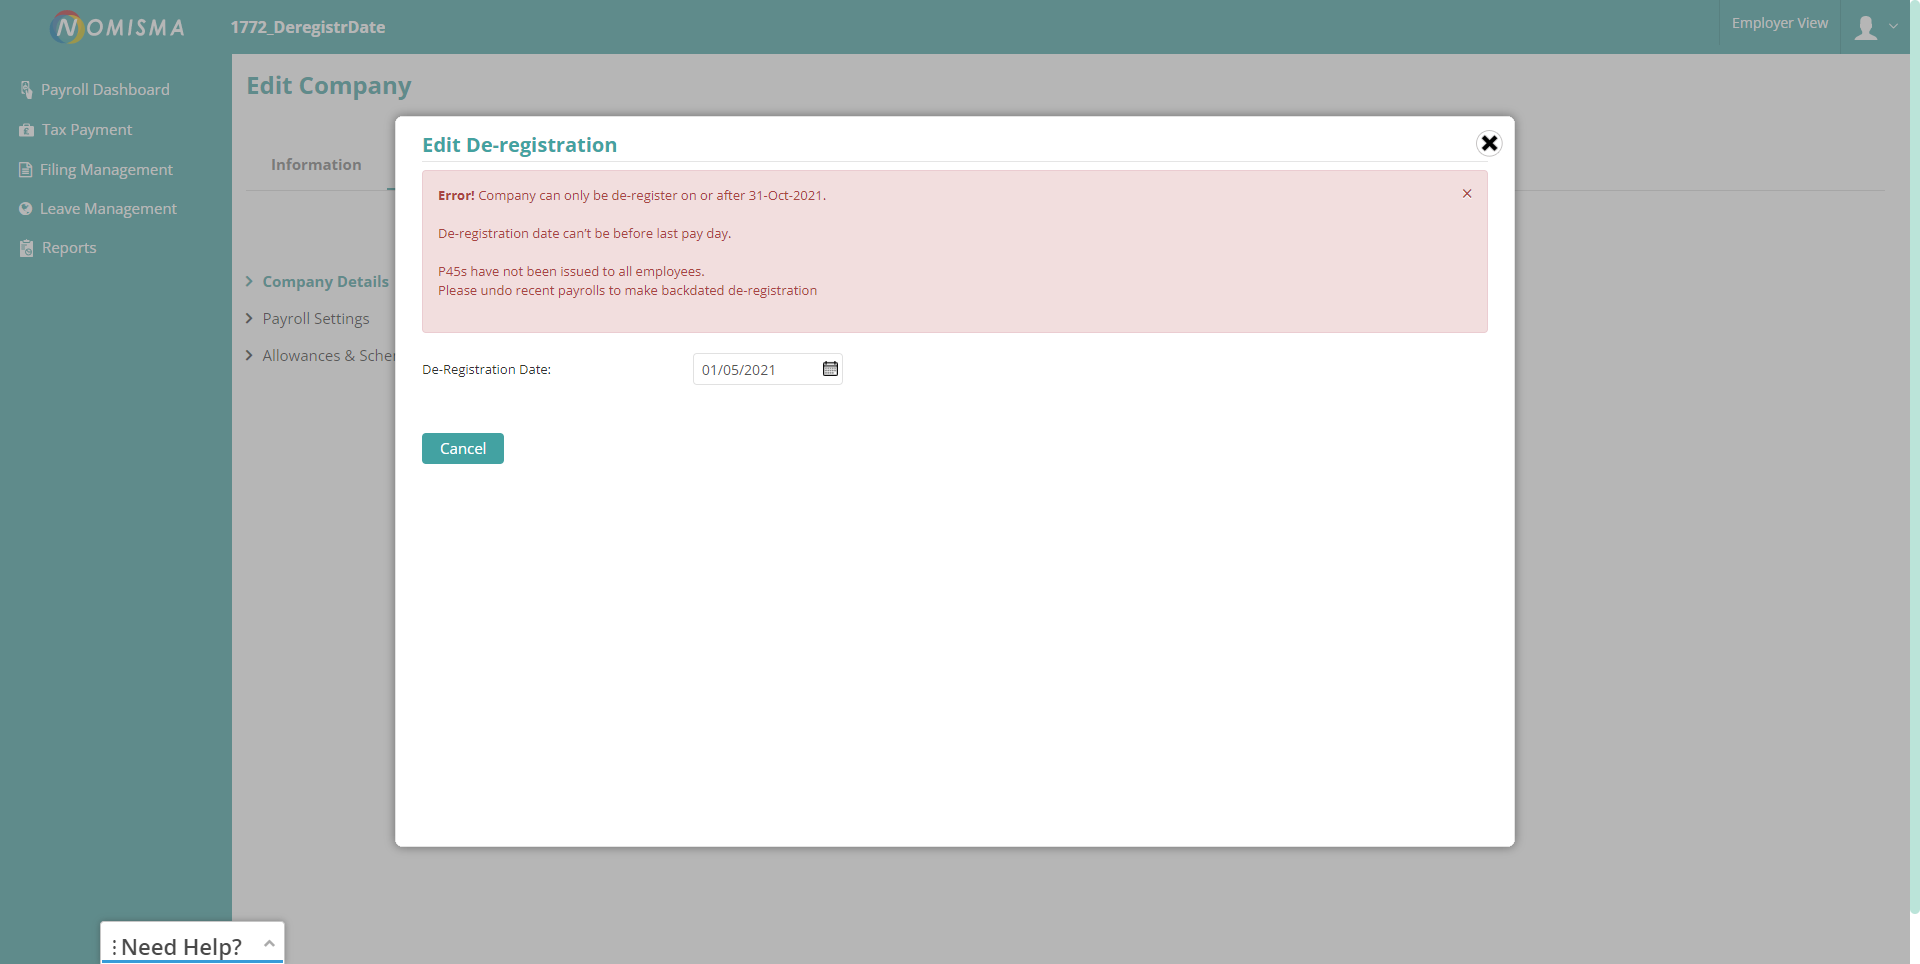 NOMISMA
1772_DeregistrDate
Employer View
Payroll Dashboard
Tax Payment
Filing Management
Leave Management
Reports
Edit Company
Information
Company Details
Payroll Settings
Allowances & Scher
Edit De-registration
Error! Company can only be de-register on or after 31-Oct-2021.
De-registration date can't be before last pay day.
P45s have not been issued to all employees.
Please undo recent payrolls to make backdated de-registration
De-Registration Date:
01/05/2021
Cancel
Need Help?